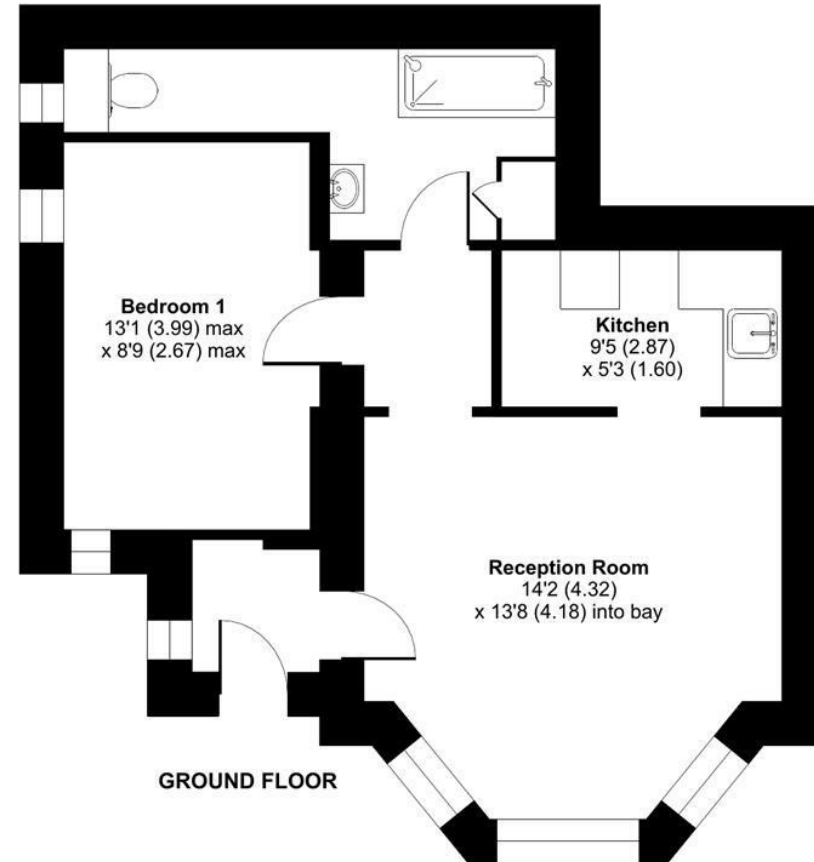 Bedroom 1
13'1 (3.99) max
x 8'9 (2.67) max
Kitchen
9'5 (2.87)
x 5'3 (1.60)
Reception Room
14'2 (4.32)
x 13'8 (4.18) into bay
GROUND FLOOR